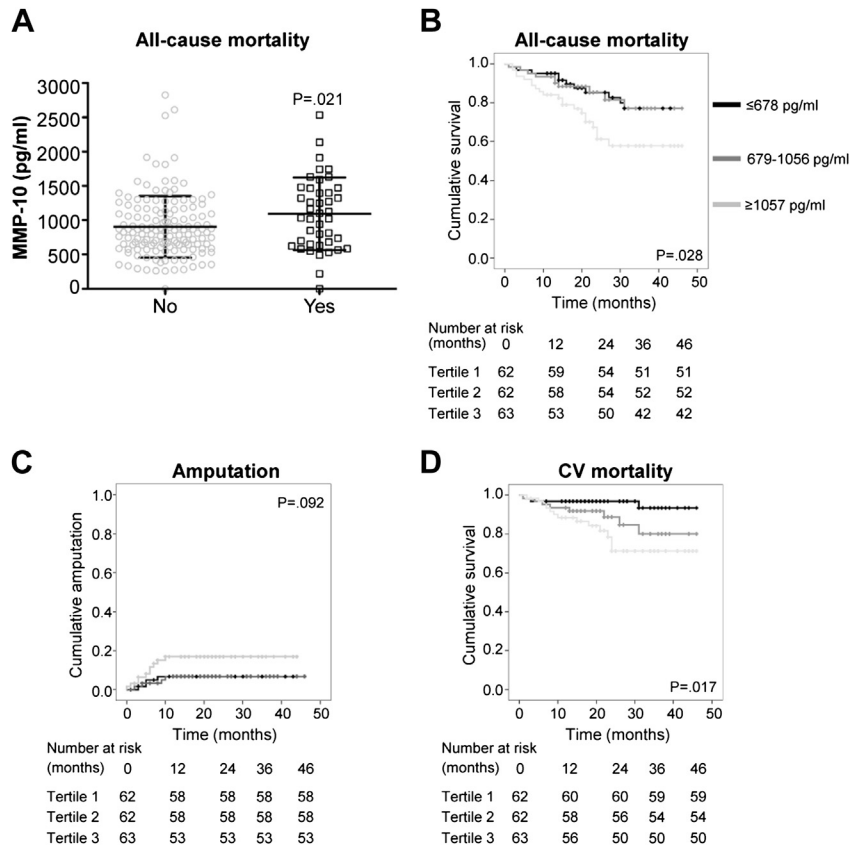 A
All-cause mortality
P=.021
MMP-10 (pg/ml)
3000
2500
2000
1500
1000
500
0
No Yes
B
All-cause mortality
Cumulative survival
1.0
0.8
0.6
0.4
0.2
0.0
P=.028
0 10 20 30 40 50
Time (months)
≤678 pg/ml
679-1056 pg/ml
≥1057 pg/ml
Number at risk
(months) 0 12 24 36 46
Tertile 1 62 59 54 51 51
Tertile 2 62 58 54 52 52
Tertile 3 63 53 50 42 42
C
Amputation
P=.092
Cumulative amputation
1.0
0.8
0.6
0.4
0.2
0.0
0 10 20 30 40 50
Time (months)
Number at risk
(months) 0 12 24 36 46
Tertile 1 62 58 58 58 58
Tertile 2 62 58 58 58 58
Tertile 3 63 53 53 53 53
D
CV mortality
Cumulative survival
1.0
0.8
0.6
0.4
0.2
0.0
P=.017
0 10 20 30 40 50
Time (months)
Number at risk
(months) 0 12 24 36 46
Tertile 1 62 60 60 59 59
Tertile 2 62 58 56 54 54
Tertile 3 63 56 50 50 50